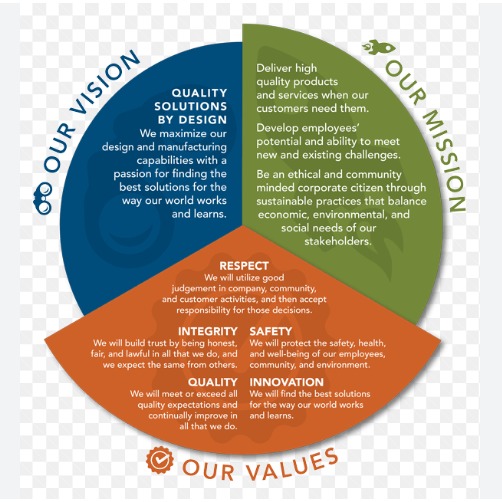 OUR VISION
QUALITY
SOLUTIONS
BY DESIGN
We maximize our
design and manufacturing
capabilities with a
passion for finding the
best solutions for the
way our world works
and learns.
OUR MISSION
Deliver high
quality products
and services when our
customers need them.
Develop employees'
potential and ability to meet
new and existing challenges.
Be an ethical and community
minded corporate citizen through
sustainable practices that balance
economic, environmental, and
social needs of our
stakeholders.
RESPECT
We will utilize good
judgement in company, community,
and customer activities, and then accept
responsibility for those decisions.
INTEGRITY
We will build trust by being honest,
fair, and lawful in all that we do, and
we expect the same from others.
SAFETY
We will protect the safety, health,
and well-being of our employees,
community, and environment.
QUALITY
We will meet or exceed all
quality expectations and
continually improve in
all that we do.
INNOVATION
We will find the best solutions
for the way our world works
and learns.
OUR VALUES